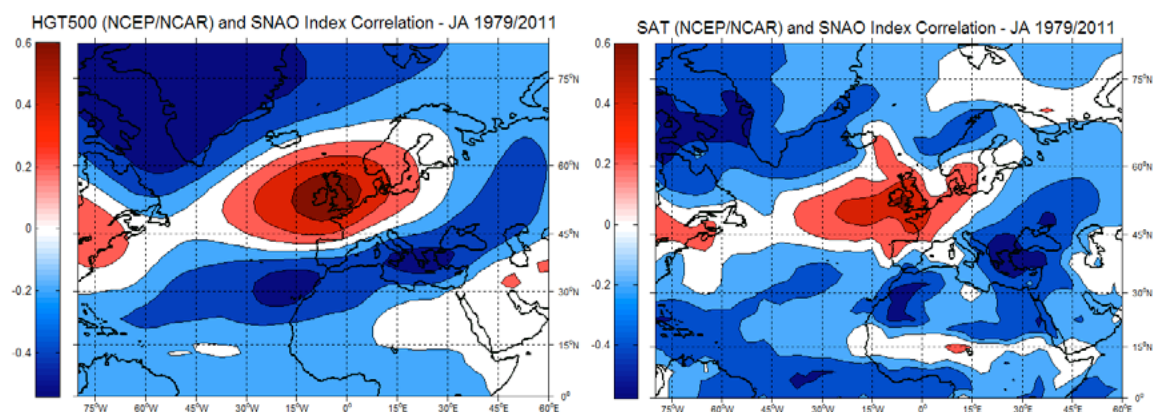 HGT500 (NCEP/NCAR) and SNAO Index Correlation - JA 1979/2011
0.6
0.4
0.2
0
-0.2
-0.4
75°N
60°N
45°N
30°N
15°N
0°
75°W 60°W 45°W 30°W 15°W 0° 15°E 30°E 45°E 60°E
SAT (NCEP/NCAR) and SNAO Index Correlation - JA 1979/2011
0.6
0.4
0.2
0
-0.2
-0.4
75°N
60°N
45°N
30°N
15°N
0°
75°W 60°W 45°W 30°W 15°W 0° 15°E 30°E 45°E 60°E